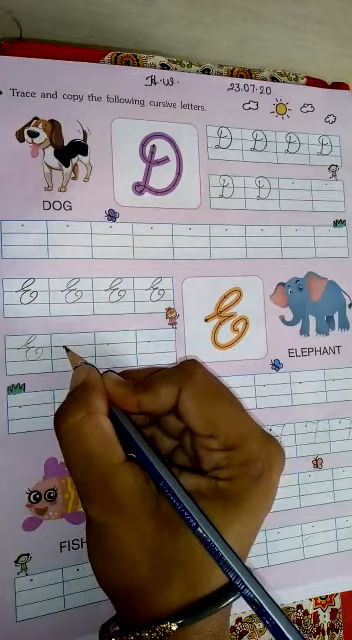 H.W.
23.07.20
Trace and copy the following cursive letters.
D
D D D D
D D
DOG
E E E E
E
E
ELEPHANT
FISH